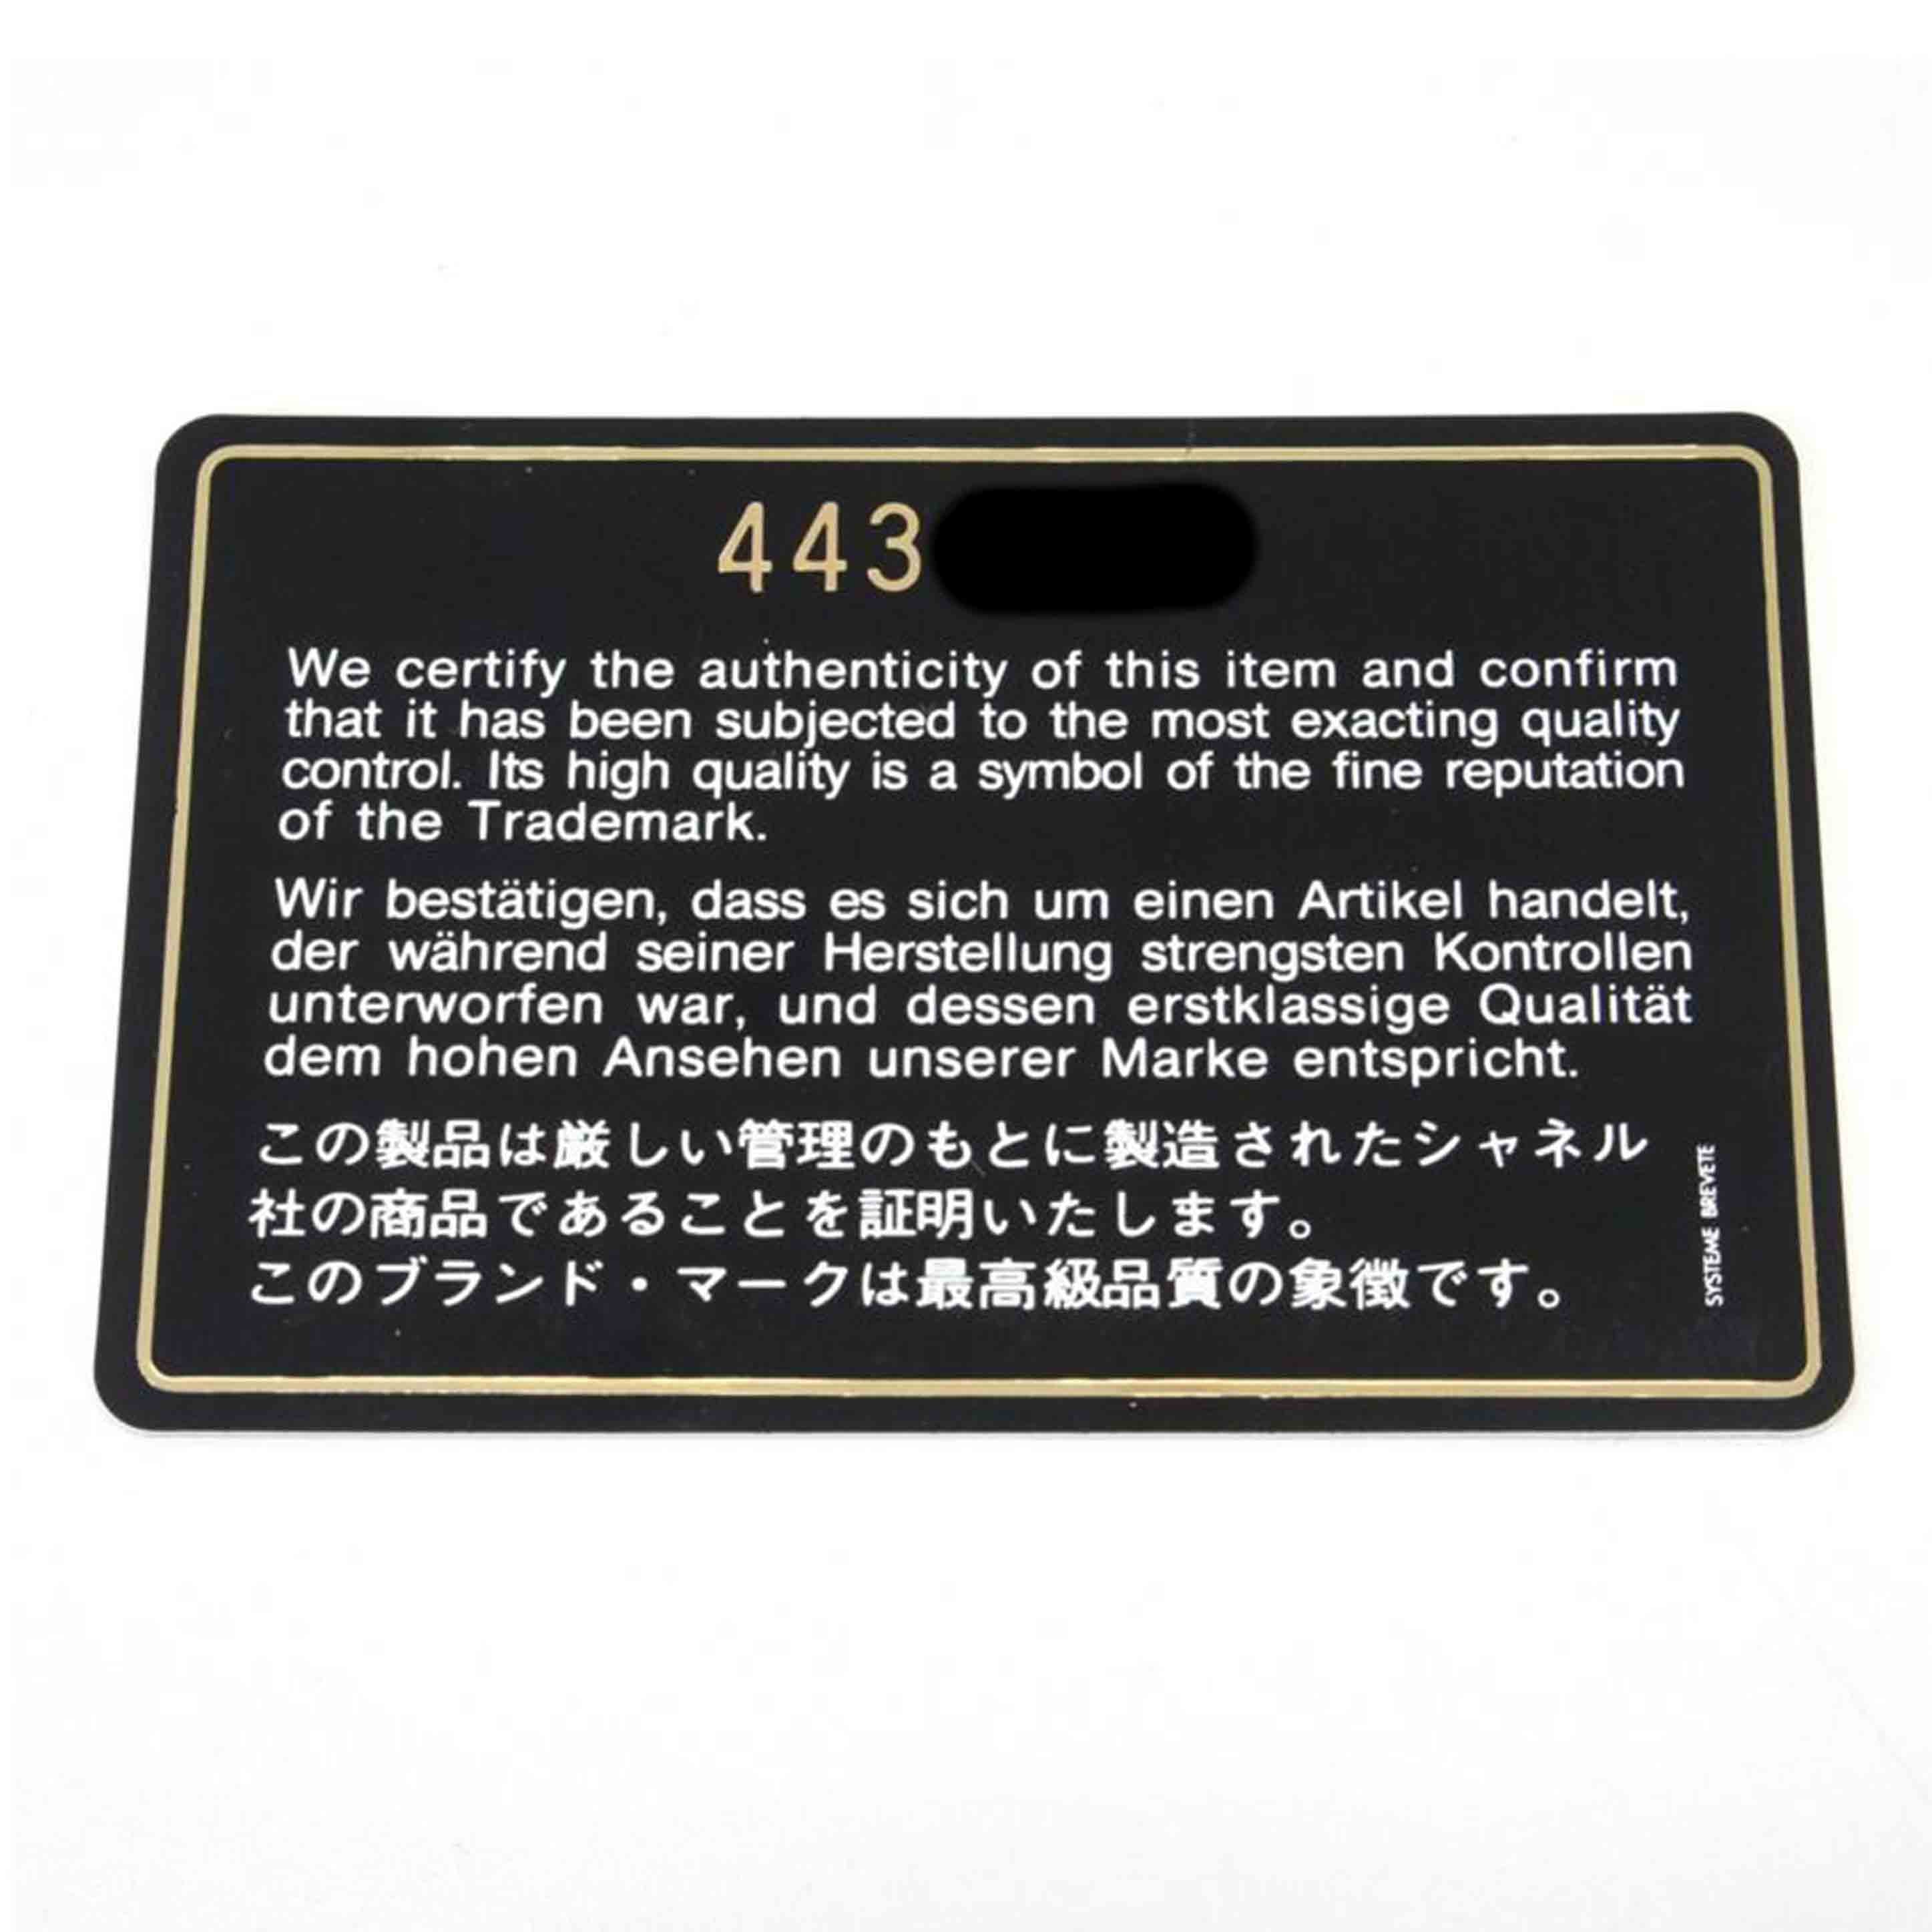 443
We certify the authenticity of this item and confirm
that it has been subjected to the most exacting quality
control. Its high quality is a symbol of the fine reputation
of the Trademark.
Wir bestätigen, dass es sich um einen Artikel handelt,
der während seiner Herstellung strengsten Kontrollen
unterworfen war, und dessen erstklassige Qualität
dem hohen Ansehen unserer Marke entspricht.
この製品は厳しい管理のもとに製造されたシャネル
社の商品であることを証明いたします。
このブランド・マークは最高級品質の象徴です。
SYSTEME BREVETE